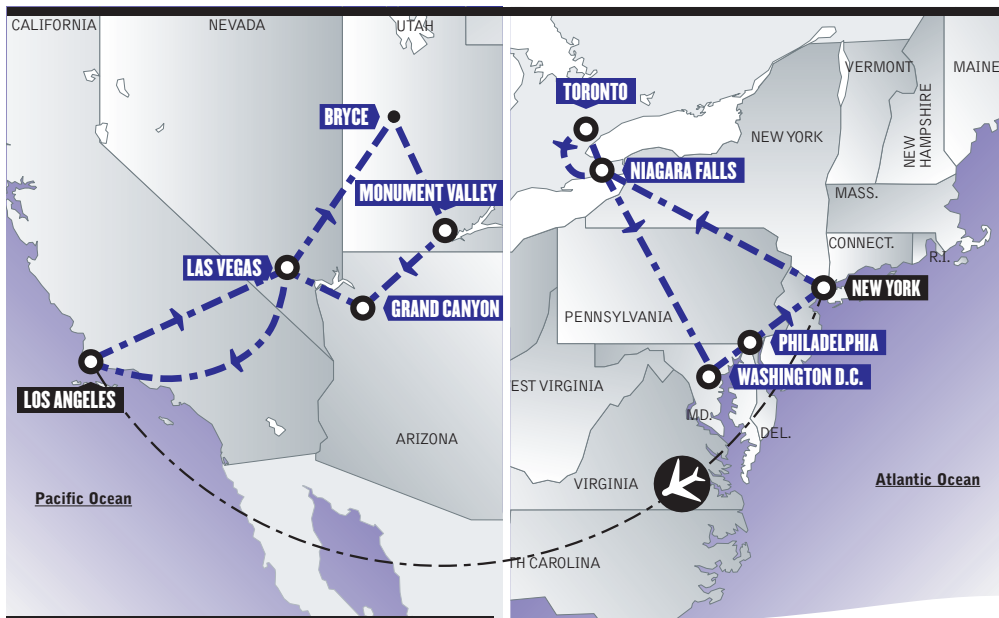 CALIFORNIA
NEVADA
UTAH
BRYCE
MONUMENT VALLEY
LAS VEGAS
GRAND CANYON
LOS ANGELES
ARIZONA
Pacific Ocean
VERMONT
MAINE
TORONTO
NEW YORK
NEW
HAMPSHIRE
NIAGARA FALLS
MASS.
CONNECT.
R.I.
NEW YORK
PENNSYLVANIA
PHILADELPHIA
WASHINGTON D.C.
EST VIRGINIA
MD.
DEL.
VIRGINIA
Atlantic Ocean
TH CAROLINA